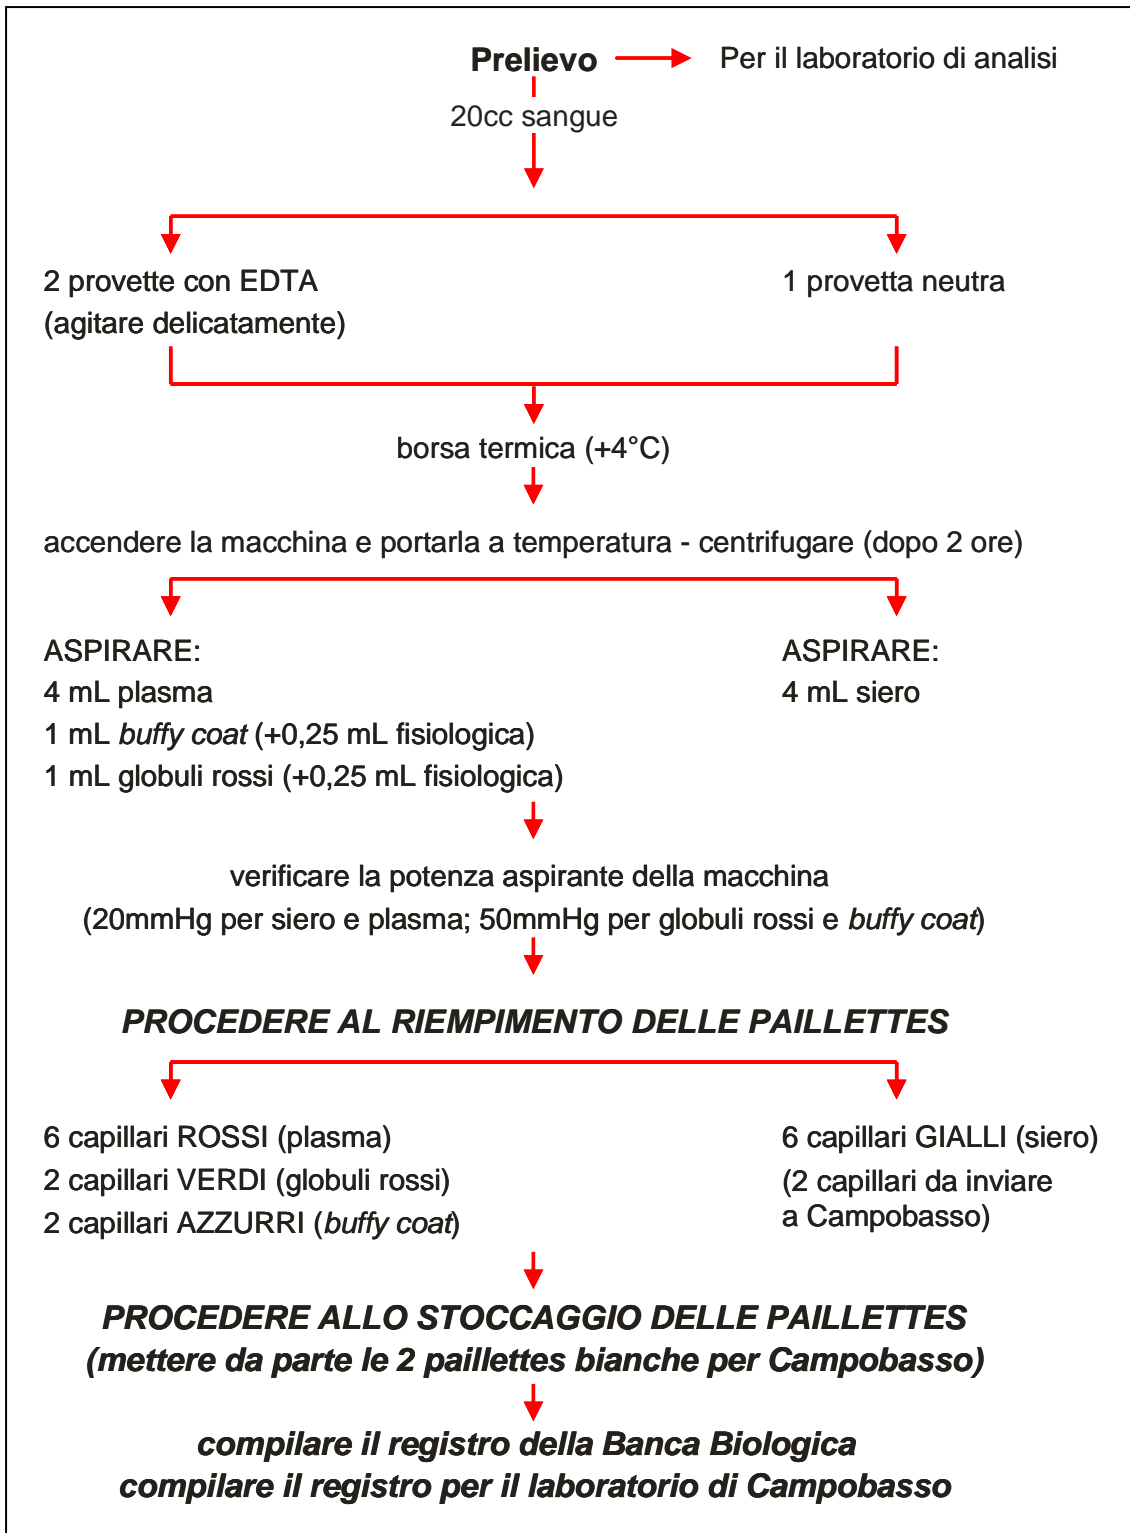 Prelievo
Per il laboratorio di analisi
20cc sangue
2 provette con EDTA
(agitare delicatamente)
1 provetta neutra
borsa termica (+4°C)
accendere la macchina e portarla a temperatura - centrifugare (dopo 2 ore)
ASPIRARE:
4 mL plasma
1 mL buffy coat (+0,25 mL fisiologica)
1 mL globuli rossi (+0,25 mL fisiologica)
ASPIRARE:
4 mL siero
verificare la potenza aspirante della macchina
(20mmHg per siero e plasma; 50mmHg per globuli rossi e buffy coat)
PROCEDERE AL RIEMPIMENTO DELLE PAILLETTES
6 capillari ROSSI (plasma)
2 capillari VERDI (globuli rossi)
2 capillari AZZURRI (buffy coat)
6 capillari GIALLI (siero)
(2 capillari da inviare
a Campobasso)
PROCEDERE ALLO STOCCAGGIO DELLE PAILLETTES
(mettere da parte le 2 paillettes bianche per Campobasso)
compilare il registro della Banca Biologica
compilare il registro per il laboratorio di Campobasso